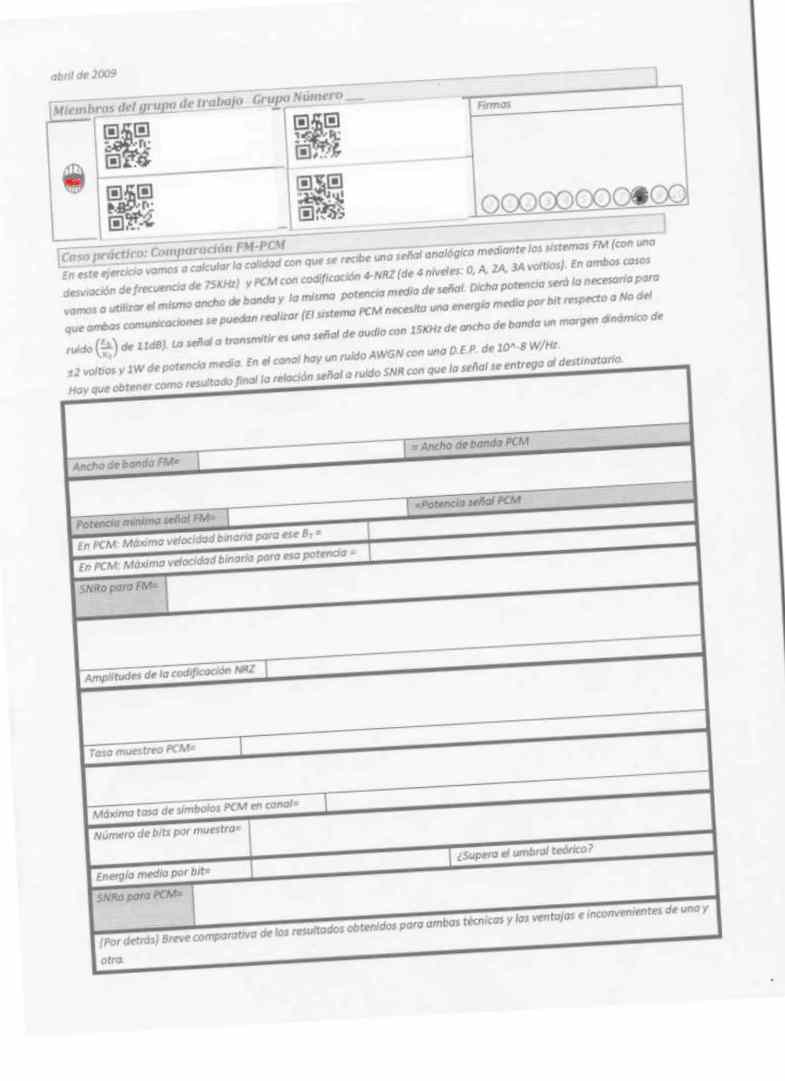 abril de 2009
Miembros del grupo de trabajo Grupo Número ___
Firmas
Caso práctico: Comparación FM-PCM
En este ejercicio vamos a calcular la calidad con que se recibe una señal analógica mediante los sistemas FM (con una
desviación de frecuencia de 75KHz) y PCM con codificación 4-NRZ (de 4 niveles: 0, A, 2A, 3A voltios). En ambos casos
vamos a utilizar el mismo ancho de banda y la misma potencia media de señal. Dicha potencia será la necesaria para
que ambas comunicaciones se puedan realizar (El sistema PCM necesita una energía media por bit respecto a No del
ruido (E_b/N_0) de 11dB). La señal a transmitir es una señal de audio con 15KHz de ancho de banda un margen dinámico de
±2 voltios y 1W de potencia media. En el canal hay un ruido AWGN con una D.E.P. de 10^-8 W/Hz.
Hay que obtener como resultado final la relación señal a ruido SNR con que la señal se entrega al destinatario.
Ancho de banda FM= = Ancho de banda PCM
Potencia mínima señal FM= =Potencia señal PCM
En PCM: Máxima velocidad binaria para ese B_T =
En PCM: Máxima velocidad binaria para esa potencia =
SNRo para FM=
Amplitudes de la codificación NRZ
Tasa muestreo PCM=
Máxima tasa de símbolos PCM en canal=
Número de bits por muestra=
Energía media por bit= ¿Supera el umbral teórico?
SNRo para PCM=
(Por detrás) Breve comparativa de los resultados obtenidos para ambas técnicas y las ventajas e inconvenientes de una y
otra.